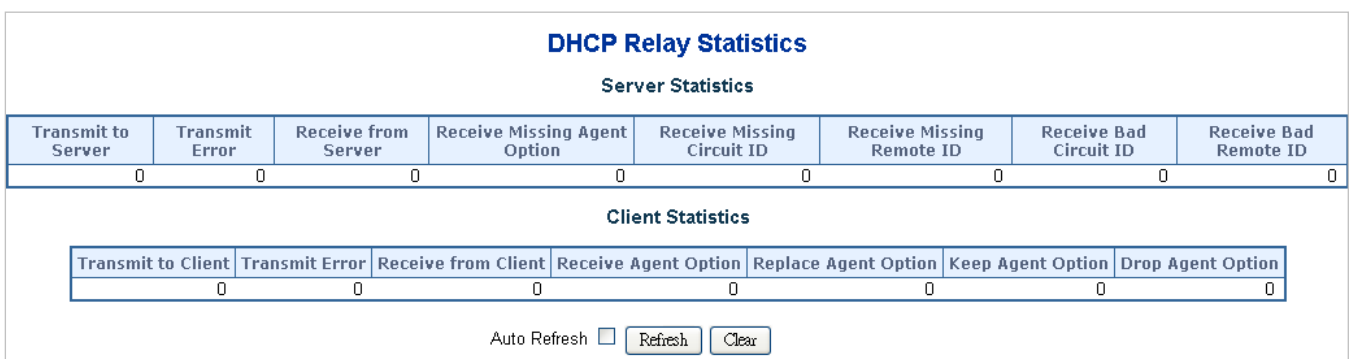 DHCP Relay Statistics
Server Statistics
Transmit to Server Transmit Error Receive from Server Receive Missing Agent Option Receive Missing Circuit ID Receive Missing Remote ID Receive Bad Circuit ID Receive Bad Remote ID
0 0 0 0 0 0 0 0
Client Statistics
Transmit to Client Transmit Error Receive from Client Receive Agent Option Replace Agent Option Keep Agent Option Drop Agent Option
0 0 0 0 0 0 0
Auto Refresh Refresh Clear